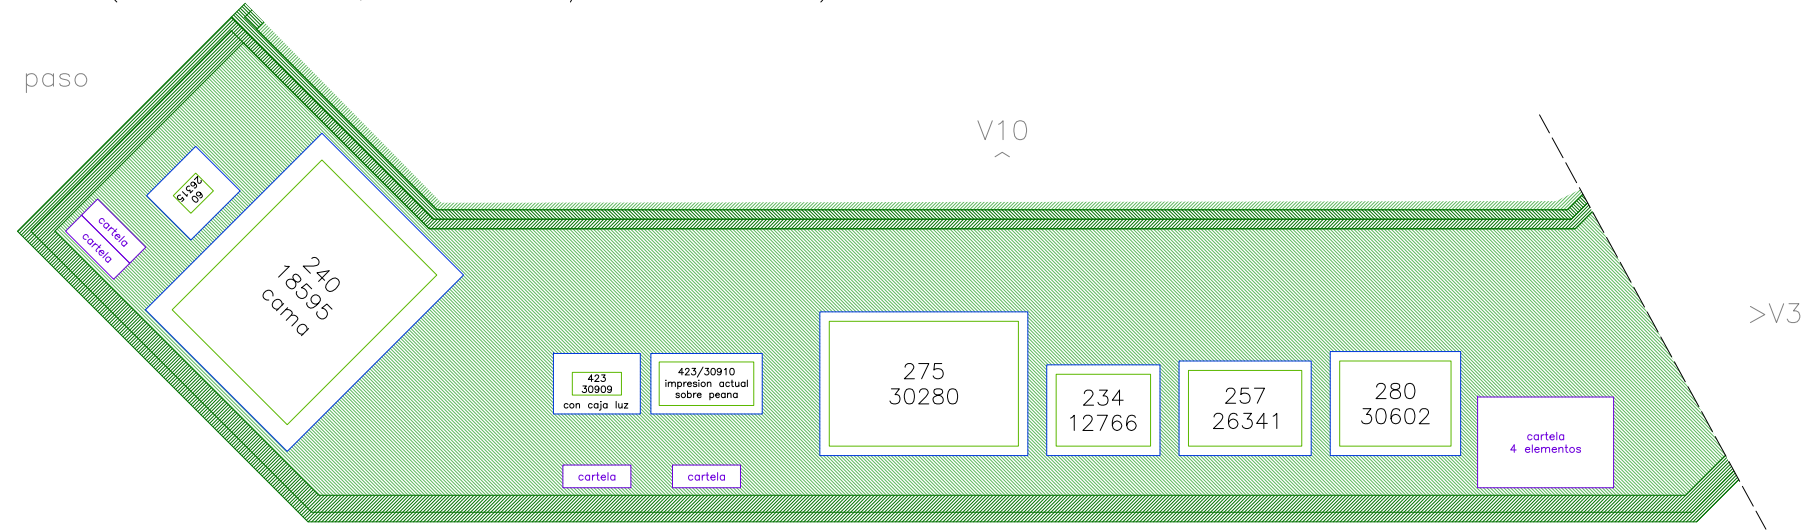 paso
V10
>V3
26315
60
cartela
cartela
240
18595
cama
423
30909
con caja luz
423/30910
impresion actual
sobre peana
275
30280
234
12766
257
26341
280
30602
cartela
4 elementos
cartela
cartela